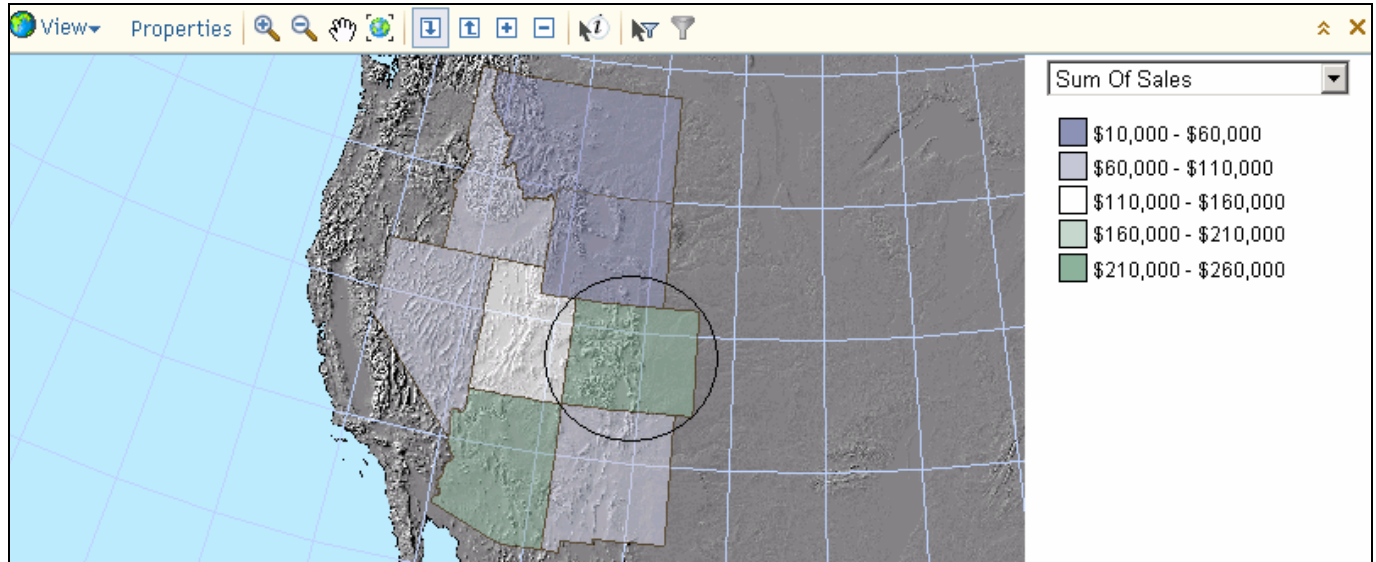 View Properties
Sum Of Sales
$10,000 - $60,000
$60,000 - $110,000
$110,000 - $160,000
$160,000 - $210,000
$210,000 - $260,000